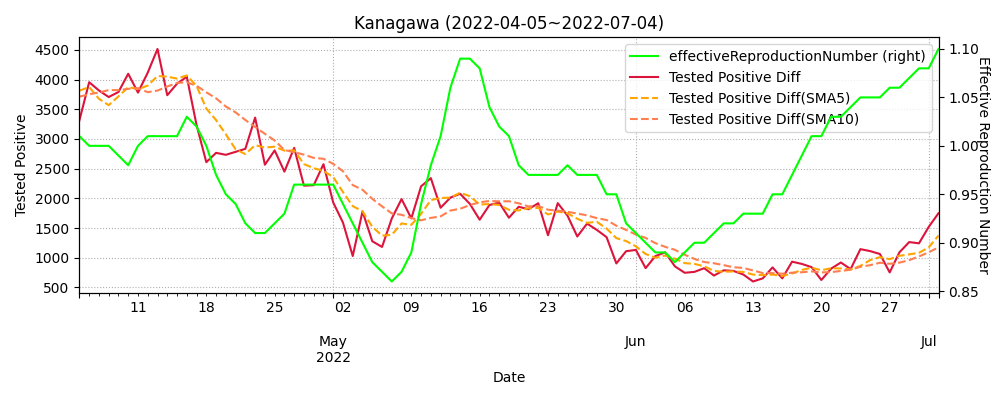 Kanagawa (2022-04-05~2022-07-04)
effectiveReproductionNumber (right)
Tested Positive Diff
Tested Positive Diff(SMA5)
Tested Positive Diff(SMA10)
Tested Positive
4500
4000
3500
3000
2500
2000
1500
1000
500
Effective Reproduction Number
1.10
1.05
1.00
0.95
0.90
0.85
11
18
25
02
09
16
23
30
06
13
20
27
May
2022
Jun
Jul
Date